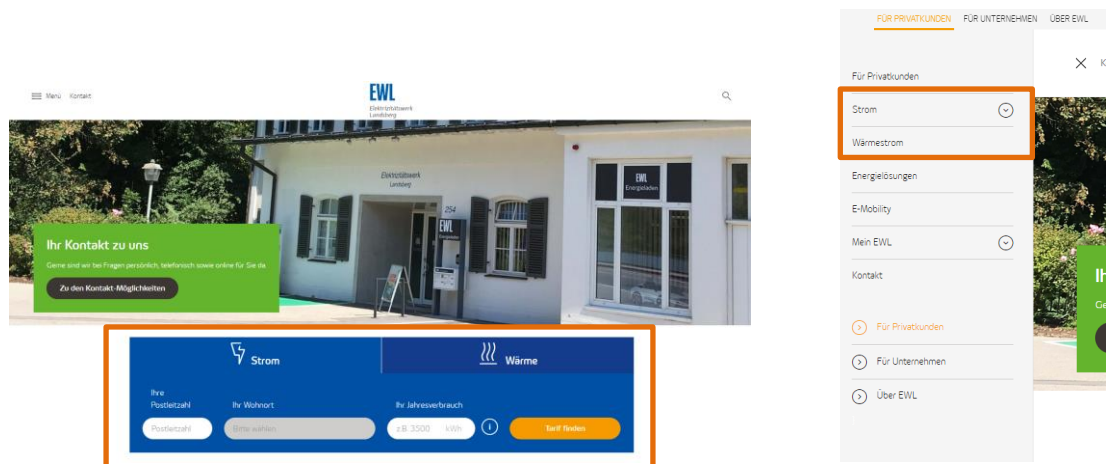 Menü Kontakt
EWL
Elektrizitätswerk
Landsberg
Elektrizitätswerk
Landsberg
254
EWL
EWL
Energieladen
Ihr Kontakt zu uns
Gerne sind wir bei Fragen persönlich, telefonisch sowie online für Sie da
Zu den Kontakt-Möglichkeiten
Strom
Wärme
Ihre
Postleitzahl
Ihr Wohnort
Ihr Jahresverbrauch
Postleitzahl
Bitte wählen
z.B. 3500 kWh
i
Tarif finden
FÜR PRIVATKUNDEN FÜR UNTERNEHMEN ÜBER EWL
K
Für Privatkunden
Strom
Wärmestrom
Energielösungen
E-Mobility
Mein EWL
Kontakt
Für Privatkunden
Für Unternehmen
Über EWL
Ih
Ge